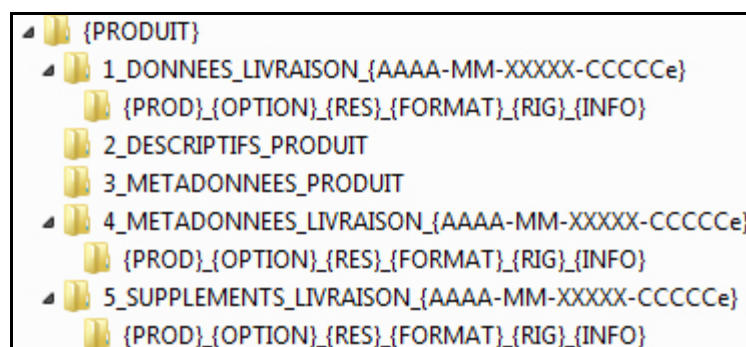 {PRODUIT}
1_DONNEES_LIVRAISON_{AAAA-MM-XXXXX-CCCCCe}
{PROD}_{OPTION}_{RES}_{FORMAT}_{RIG}_{INFO}
2_DESCRIPTIFS_PRODUIT
3_METADONNEES_PRODUIT
4_METADONNEES_LIVRAISON_{AAAA-MM-XXXXX-CCCCCe}
{PROD}_{OPTION}_{RES}_{FORMAT}_{RIG}_{INFO}
5_SUPPLEMENTS_LIVRAISON_{AAAA-MM-XXXXX-CCCCCe}
{PROD}_{OPTION}_{RES}_{FORMAT}_{RIG}_{INFO}